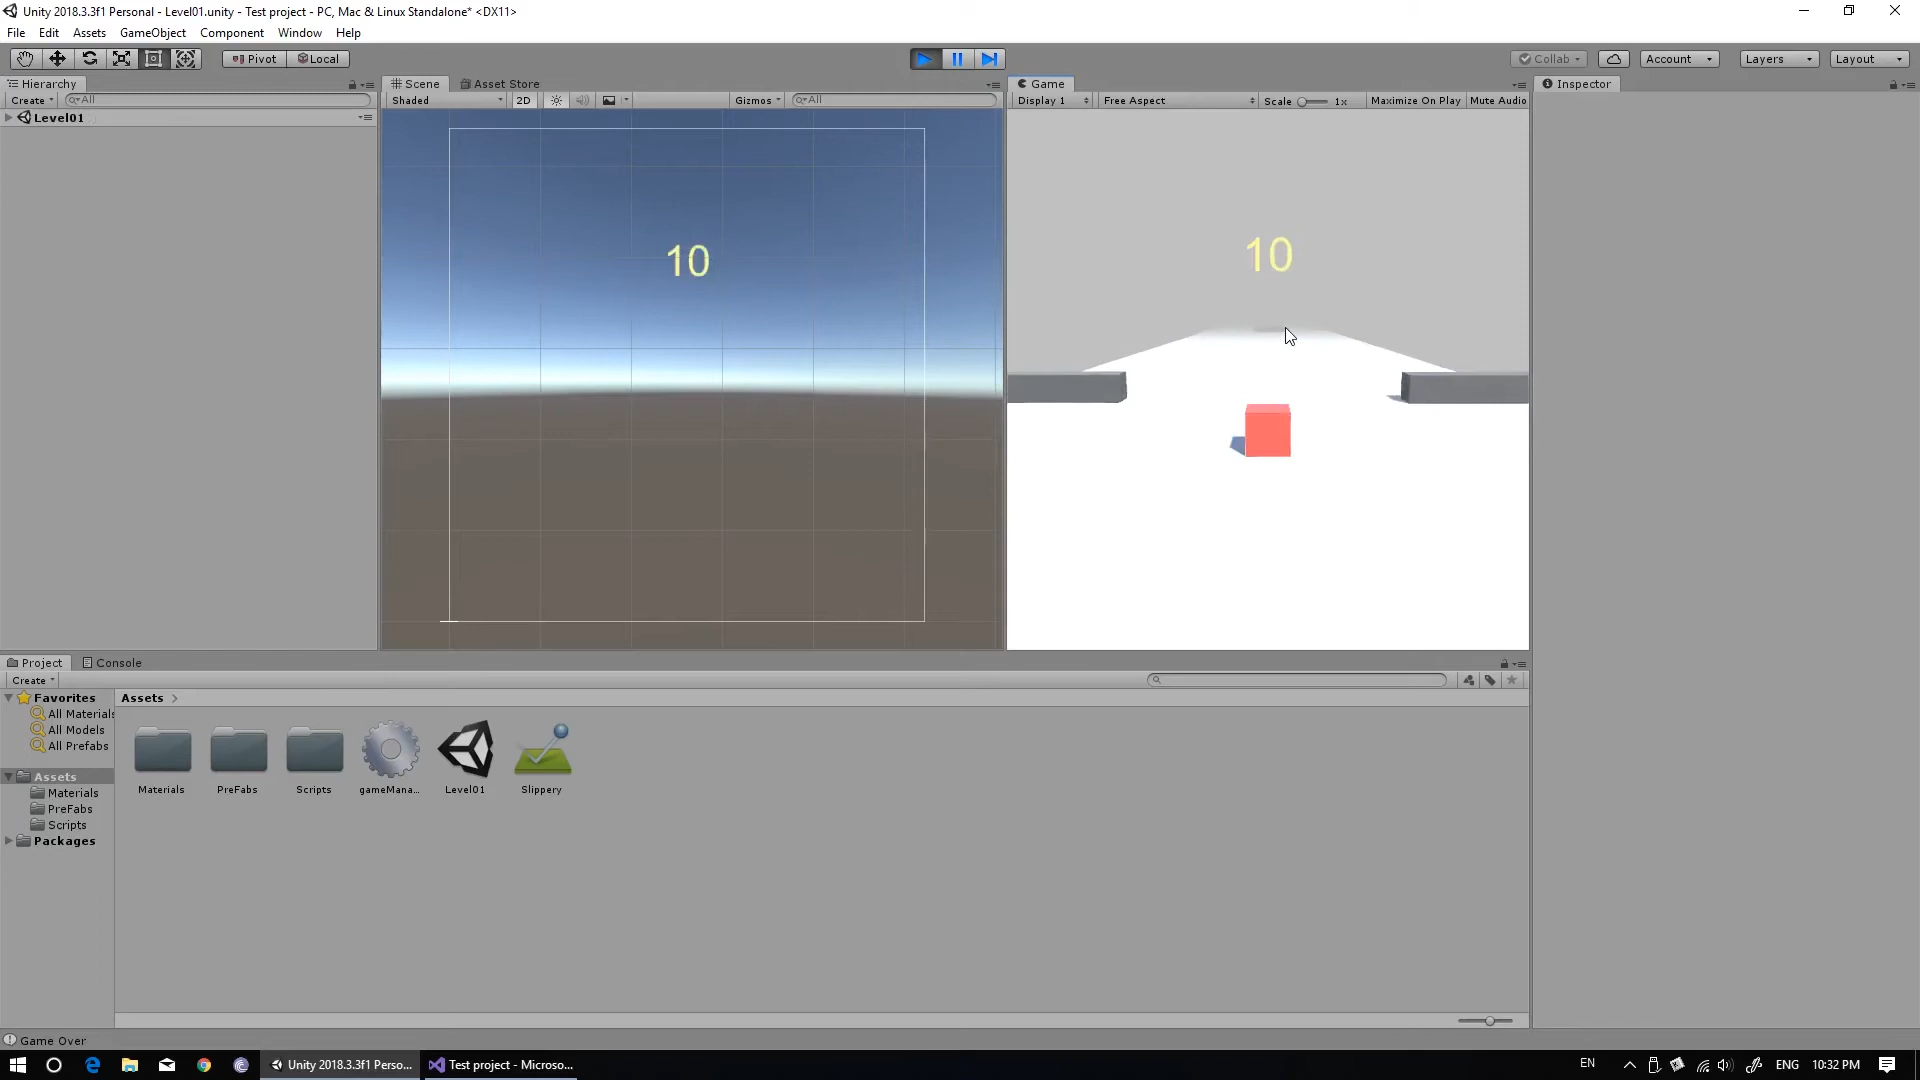 Unity 2018.3.3f1 Personal - Level01.unity - Test project - PC, Mac & Linux Standalone* <DX11>
File Edit Assets GameObject Component Window Help
Pivot Local Collab Account Layers Layout
Hierarchy Scene Asset Store Game Inspector
Create All Shaded 2D Gizmos All Display 1 Free Aspect Scale 1x Maximize On Play Mute Audio
Level01
10
10
Project Console
Create
Favorites Assets
All Materials
All Models
All Prefabs
Assets
Materials
PreFabs
Scripts
Packages
Materials PreFabs Scripts gameMana... Level01 Slippery
Game Over
Unity 2018.3.3f1 Perso... Test project - Microso... EN ENG 10:32 PM